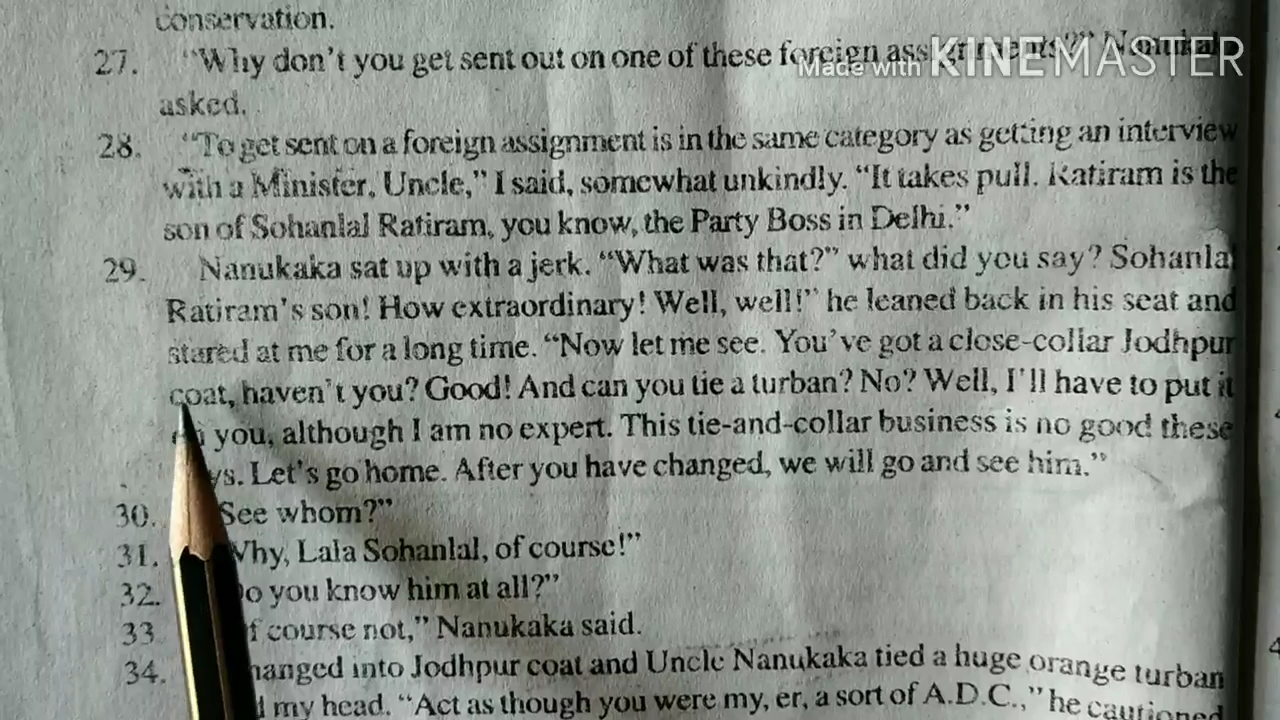 conservation.
Made with KINEMASTER
27. "Why don't you get sent out on one of these foreign
asked.
28. "To get sent on a foreign assignment is in the same category as getting an interview
with a Minister, Uncle," I said, somewhat unkindly. "It takes pull. Ratiram is the
son of Sohanlal Ratiram, you know, the Party Boss in Delhi."
29. Nanukaka sat up with a jerk. "What was that?" what did you say? Sohanlal
Ratiram's son! How extraordinary! Well, well!" he leaned back in his seat and
stared at me for a long time. "Now let me see. You've got a close-collar Jodhpur
coat, haven't you? Good! And can you tie a turban? No? Well, I'll have to put it
you, although I am no expert. This tie-and-collar business is no good these
ys. Let's go home. After you have changed, we will go and see him."
30. See whom?"
31. Why, Lala Sohanlal, of course!"
32. o you know him at all?"
33 f course not," Nanukaka said.
34. hanged into Jodhpur coat and Uncle Nanukaka tied a huge orange turban
my head. "Act as though you were my, er, a sort of A.D.C.," he cautioned